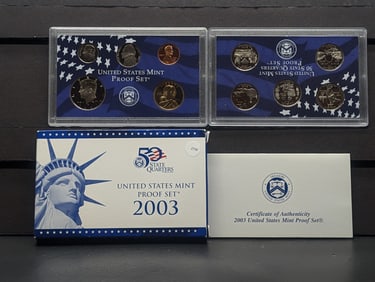 UNITED STATES MINT
PROOF SET®
UNITED STATES MINT
50 STATE QUARTERS
PROOF SET™
50
STATE
QUARTERS
UNITED STATES MINT
PROOF SET®
2003
Certificate of Authenticity
2003 United States Mint Proof Set®